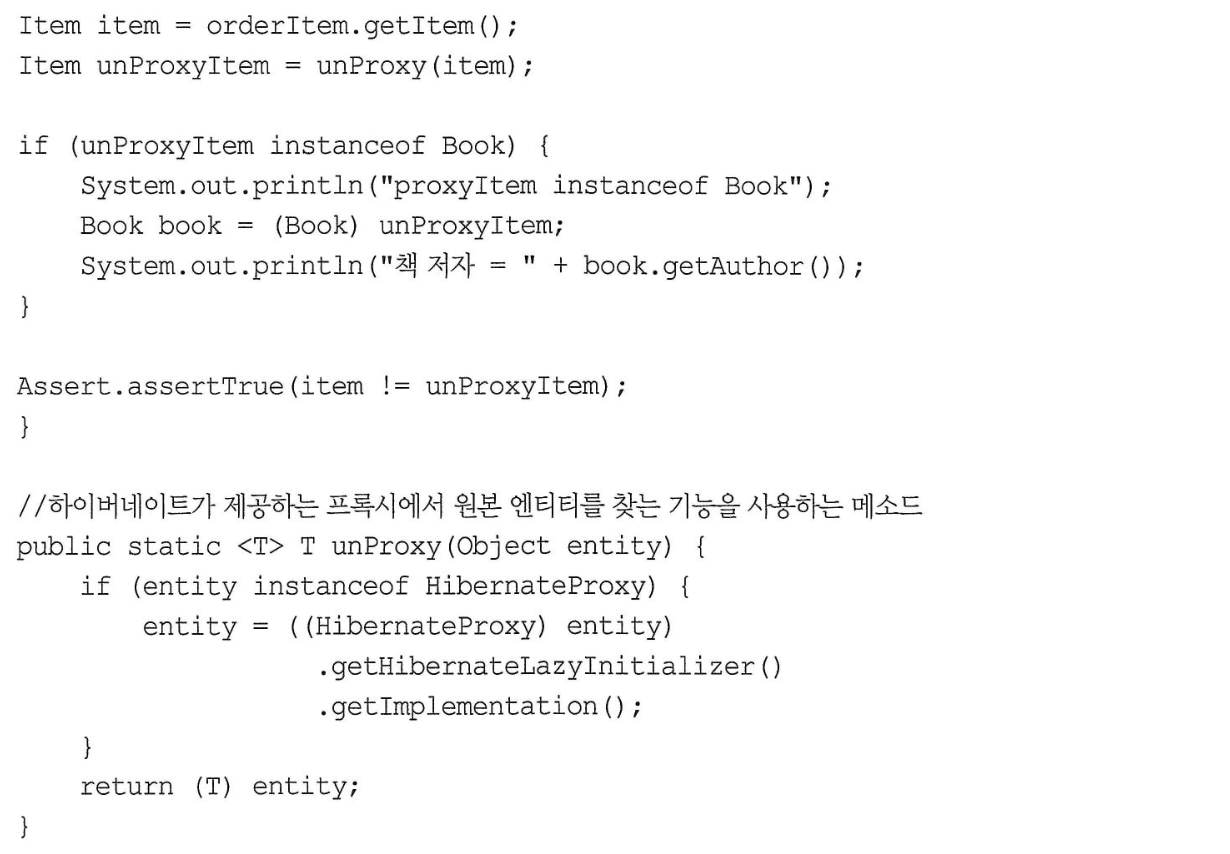 Item item = orderItem.getItem();
Item unProxyItem = unProxy(item);

if (unProxyItem instanceof Book) {
    System.out.println("proxyItem instanceof Book");
    Book book = (Book) unProxyItem;
    System.out.println("책 저자 = " + book.getAuthor());
}

Assert.assertTrue(item != unProxyItem);
}

//하이버네이트가 제공하는 프록시에서 원본 엔티티를 찾는 기능을 사용하는 메소드
public static <T> T unProxy(Object entity) {
    if (entity instanceof HibernateProxy) {
        entity = ((HibernateProxy) entity)
                    .getHibernateLazyInitializer()
                    .getImplementation();
    }
    return (T) entity;
}